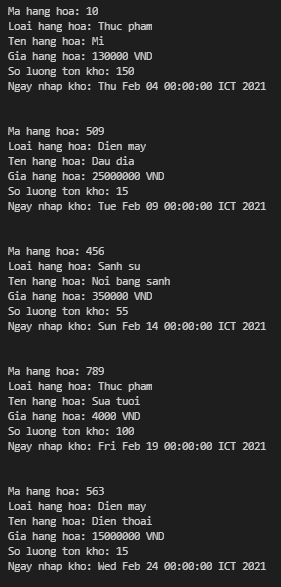 Ma hang hoa: 10
Loai hang hoa: Thuc pham
Ten hang hoa: Mi
Gia hang hoa: 130000 VND
So luong ton kho: 150
Ngay nhap kho: Thu Feb 04 00:00:00 ICT 2021
Ma hang hoa: 509
Loai hang hoa: Dien may
Ten hang hoa: Dau dia
Gia hang hoa: 25000000 VND
So luong ton kho: 15
Ngay nhap kho: Tue Feb 09 00:00:00 ICT 2021
Ma hang hoa: 456
Loai hang hoa: Sanh su
Ten hang hoa: Noi bang sanh
Gia hang hoa: 350000 VND
So luong ton kho: 55
Ngay nhap kho: Sun Feb 14 00:00:00 ICT 2021
Ma hang hoa: 789
Loai hang hoa: Thuc pham
Ten hang hoa: Sua tuoi
Gia hang hoa: 4000 VND
So luong ton kho: 100
Ngay nhap kho: Fri Feb 19 00:00:00 ICT 2021
Ma hang hoa: 563
Loai hang hoa: Dien may
Ten hang hoa: Dien thoai
Gia hang hoa: 15000000 VND
So luong ton kho: 15
Ngay nhap kho: Wed Feb 24 00:00:00 ICT 2021